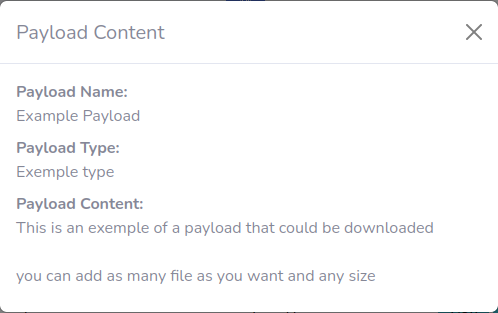 Payload Content
Payload Name:
Example Payload
Payload Type:
Exemple type
Payload Content:
This is an exemple of a payload that could be downloaded
you can add as many file as you want and any size